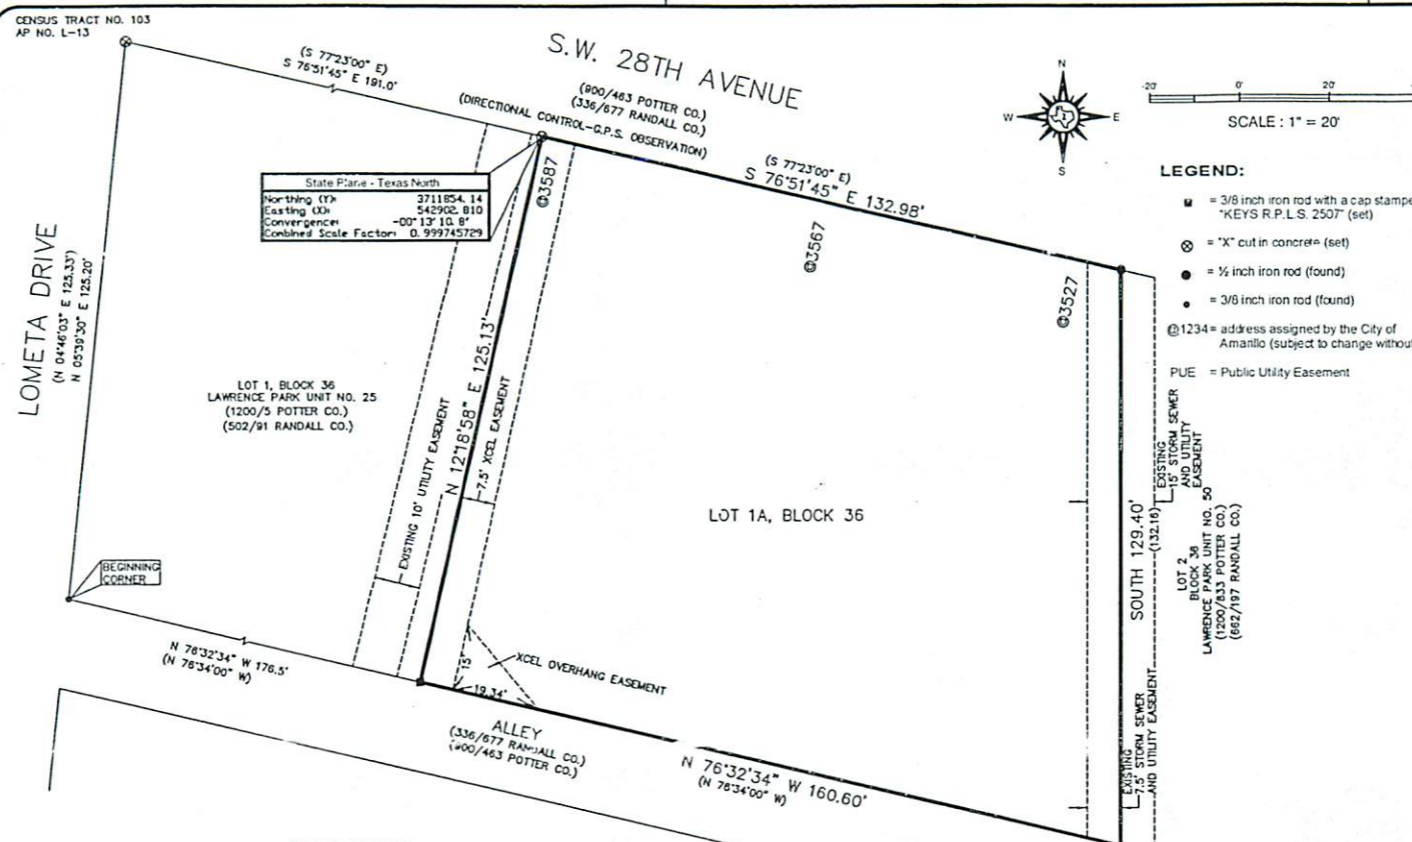 CENSUS TRACT NO. 103
AP NO. L-13
(S 77°23'00" E)
S 76°51'45" E 191.0'
S.W. 28TH AVENUE
(900/463 POTTER CO.)
(336/677 RANDALL CO.)
(DIRECTIONAL CONTROL-G.P.S. OBSERVATION)
(S 77°23'00" E)
S 76°51'45" E 132.98'
N
W
E
S
-20'
0'
20'
SCALE : 1" = 20'
LEGEND:
= 3/8 inch iron rod with a cap stampe
"KEYS R.P.L.S. 2507" (set)
= "X" cut in concrete (set)
= ½ inch iron rod (found)
= 3/8 inch iron rod (found)
@1234 = address assigned by the City of
Amarillo (subject to change without
PUE = Public Utility Easement
State Plane - Texas North
Northing (Y): 3711854.14
Easting (X): 542902.810
Convergence: -00°13'10.8"
Combined Scale Factor: 0.999745729
@3587
@3567
@3527
LOMETA DRIVE
(N 04°46'03" E 125.33')
N 05°39'30" E 125.20'
LOT 1, BLOCK 36
LAWRENCE PARK UNIT NO. 25
(1200/5 POTTER CO.)
(502/91 RANDALL CO.)
EXISTING 10' UTILITY EASEMENT
N 12°18'58" E 125.13'
7.5' XCEL EASEMENT
LOT 1A, BLOCK 36
SOUTH 129.40'
(132.16)
EXISTING
15' STORM SEWER
AND UTILITY
EASEMENT
LOT 2
BLOCK 36
LAWRENCE PARK UNIT NO. 50
(1200/833 POTTER CO.)
(662/197 RANDALL CO.)
BEGINNING
CORNER
N 76°32'34" W 176.5'
(N 76°34'00" W)
15'
19.34'
XCEL OVERHANG EASEMENT
ALLEY
(336/677 RANDALL CO.)
(900/463 POTTER CO.)
N 76°32'34" W 160.60'
(N 76°34'00" W)
EXISTING
7.5' STORM SEWER
AND UTILITY EASEMENT